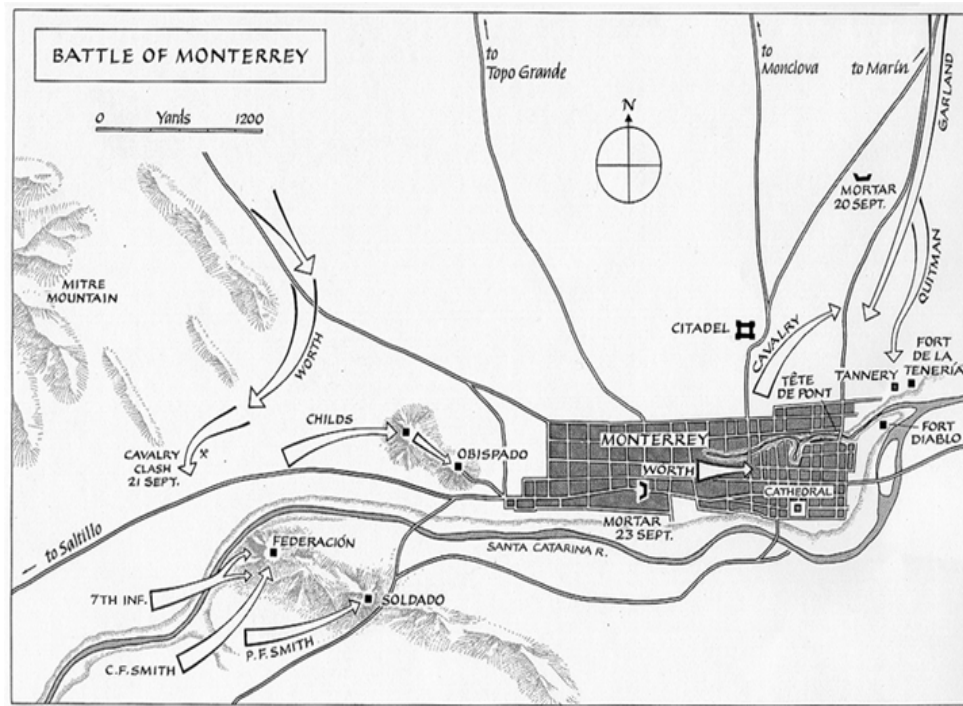 BATTLE OF MONTERREY
0 Yards 1200
to
Topo Grande
to
Monclova
to Marín
GARLAND
N
MORTAR
20 SEPT.
QUITMAN
MITRE
MOUNTAIN
WORTH
CITADEL
CAVALRY
FORT
DE LA
TENERÍA
TANNERY
TÊTE
DE PONT
FORT
DIABLO
CHILDS
OBISPADO
MONTERREY
WORTH
CATHEDRAL
CAVALRY
CLASH
21 SEPT.
MORTAR
23 SEPT.
SANTA CATARINA R.
to Saltillo
FEDERACIÓN
7TH INF.
SOLDADO
P.F. SMITH
C.F. SMITH